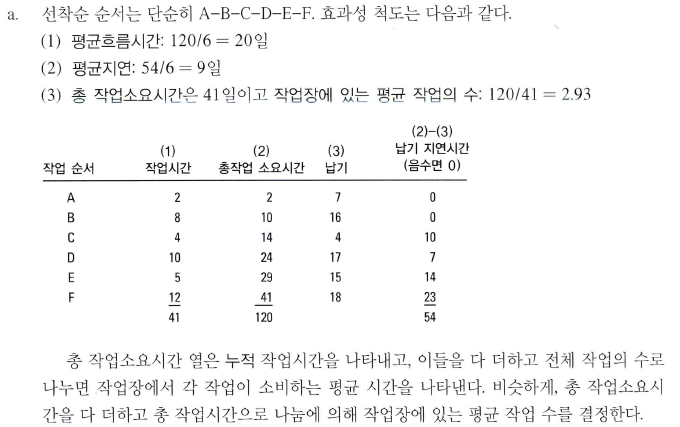 a. 선착순 순서는 단순히 A-B-C-D-E-F. 효과성 척도는 다음과 같다.
(1) 평균흐름시간: 120/6 = 20일
(2) 평균지연: 54/6 = 9일
(3) 총 작업소요시간은 41일이고 작업장에 있는 평균 작업의 수: 120/41 = 2.93
(2)-(3)
(1) (2) (3) 납기 지연시간
작업 순서 작업시간 총작업 소요시간 납기 (음수면 0)
A 2 2 7 0
B 8 10 16 0
C 4 14 4 10
D 10 24 17 7
E 5 29 15 14
F 12 41 18 23
41 120 54
총 작업소요시간 열은 누적 작업시간을 나타내고, 이들을 다 더하고 전체 작업의 수로
나누면 작업장에서 각 작업이 소비하는 평균 시간을 나타낸다. 비슷하게, 총 작업소요시
간을 다 더하고 총 작업시간으로 나눔에 의해 작업장에 있는 평균 작업 수를 결정한다.